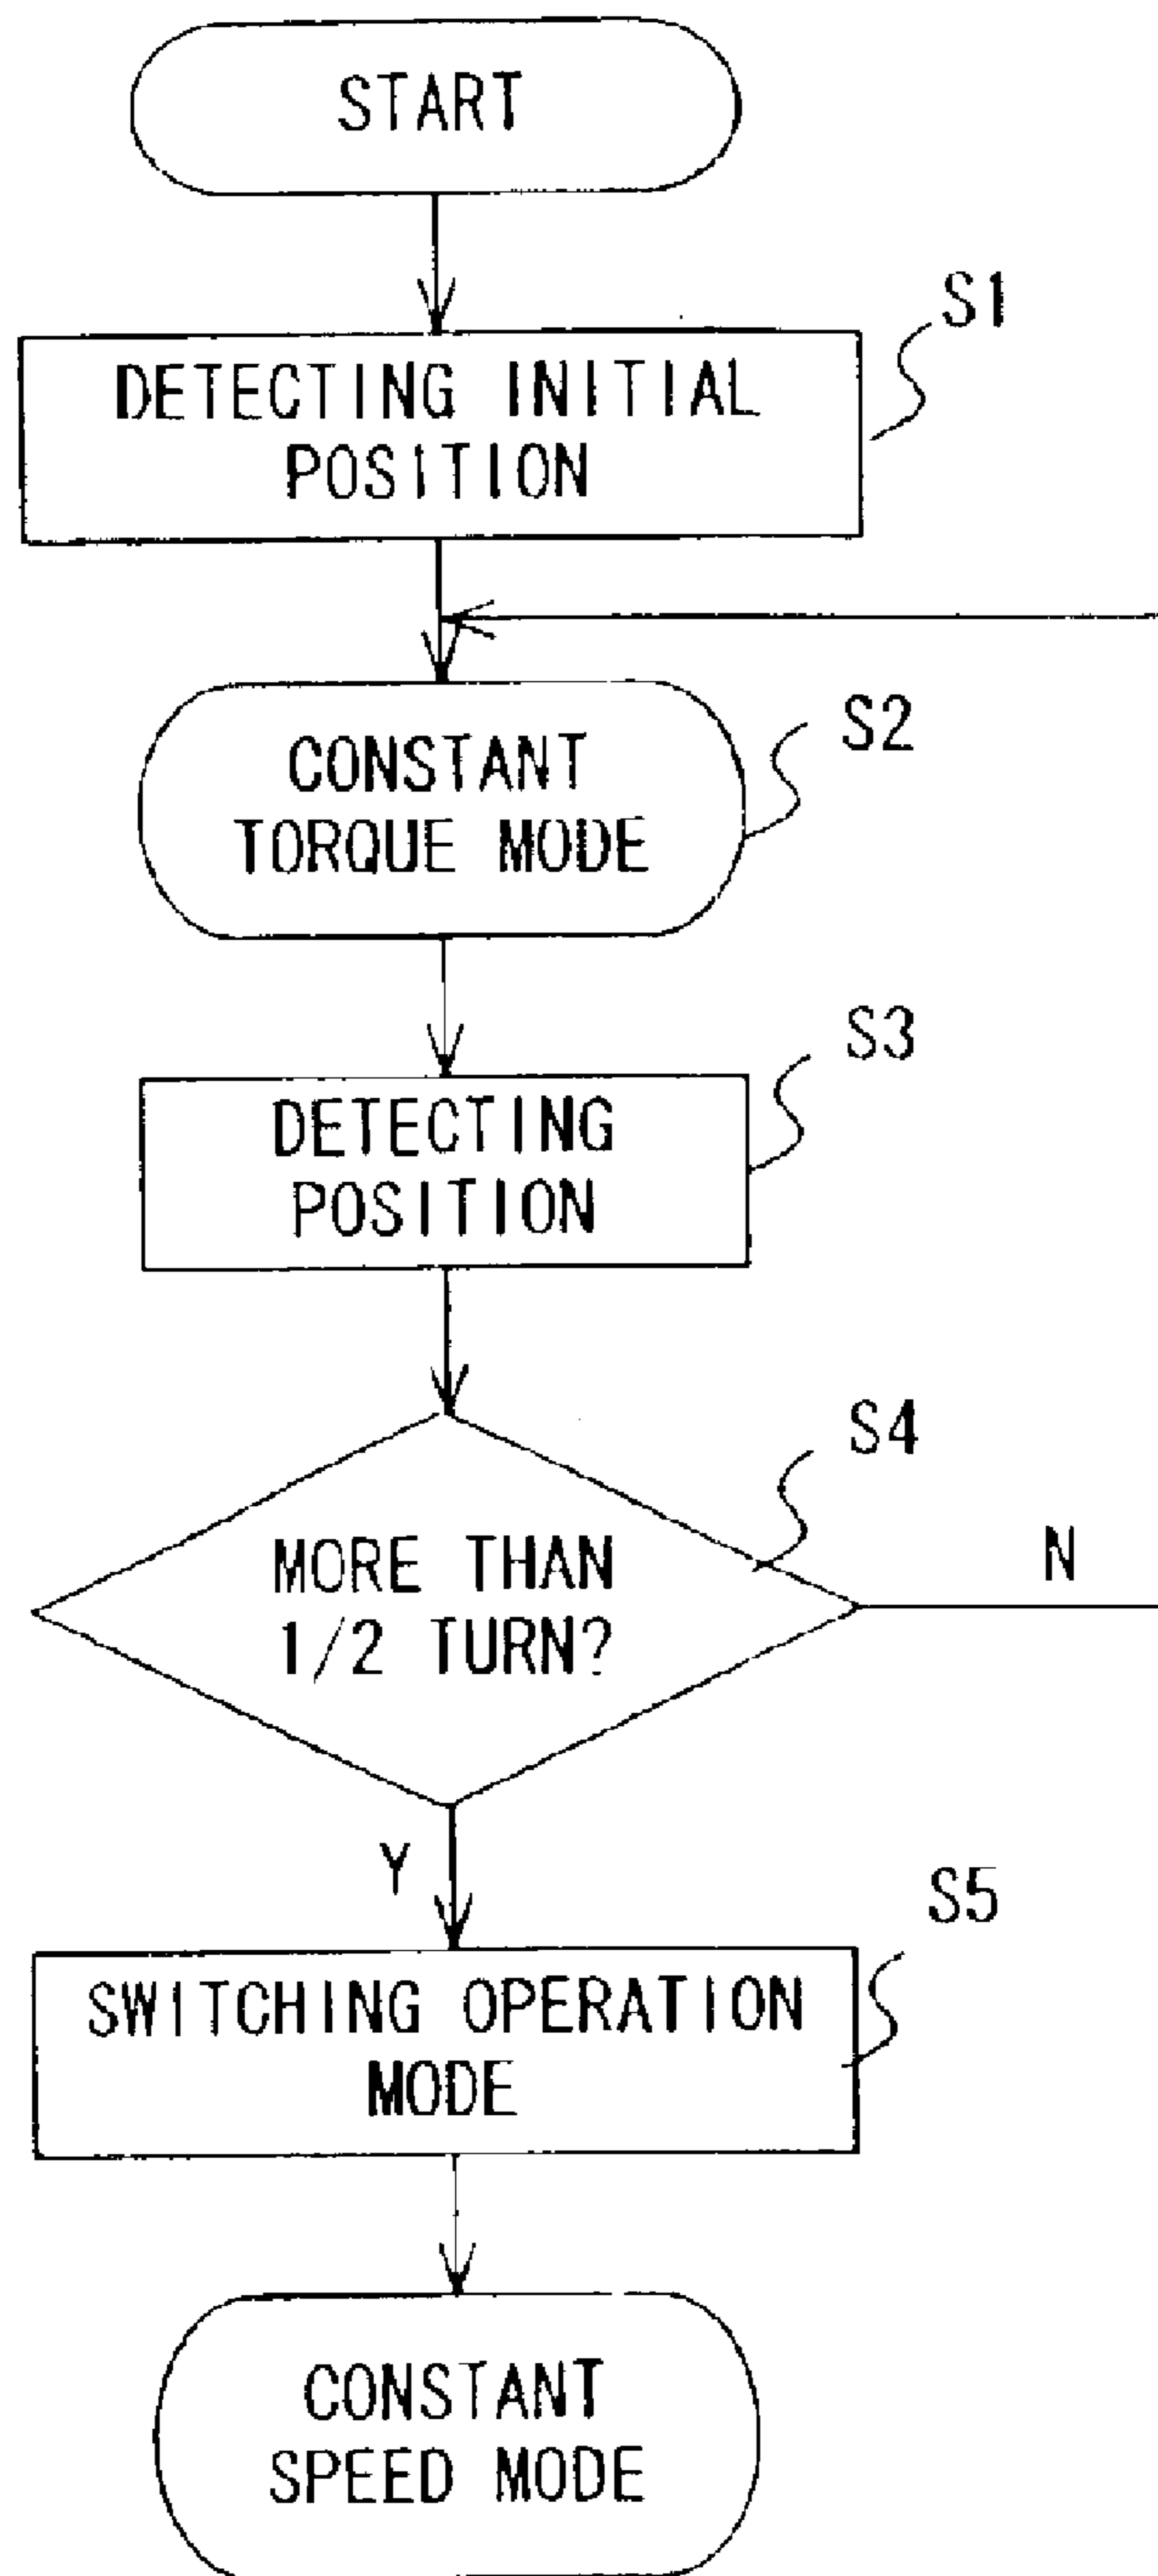 START
S1
DETECTING INITIAL
POSITION
S2
CONSTANT
TORQUE MODE
S3
DETECTING
POSITION
S4
MORE THAN
1/2 TURN?
N
Y
S5
SWITCHING OPERATION
MODE
CONSTANT
SPEED MODE